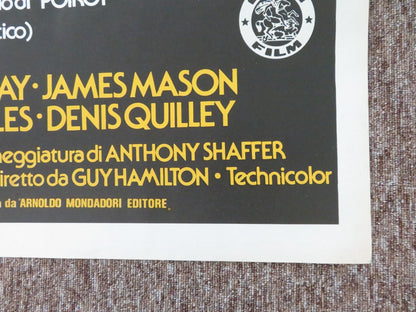 POIROT
tico)
FILM
AY • JAMES MASON
LES • DENIS QUILLEY
neggiatura di ANTHONY SHAFFER
iretto da GUY HAMILTON • Technicolor
da "ARNOLDO MONDADORI EDITORE"